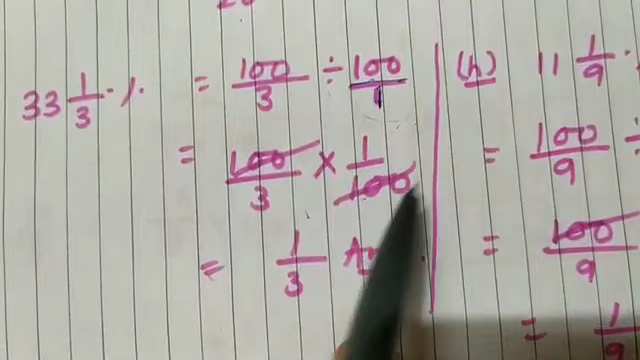 33 1/3 % = 100/3 ÷ 100/1
= 100/3 × 1/100
= 1/3
(h) 11 1/9
= 100/9 ÷
= 100/9
= 1/9